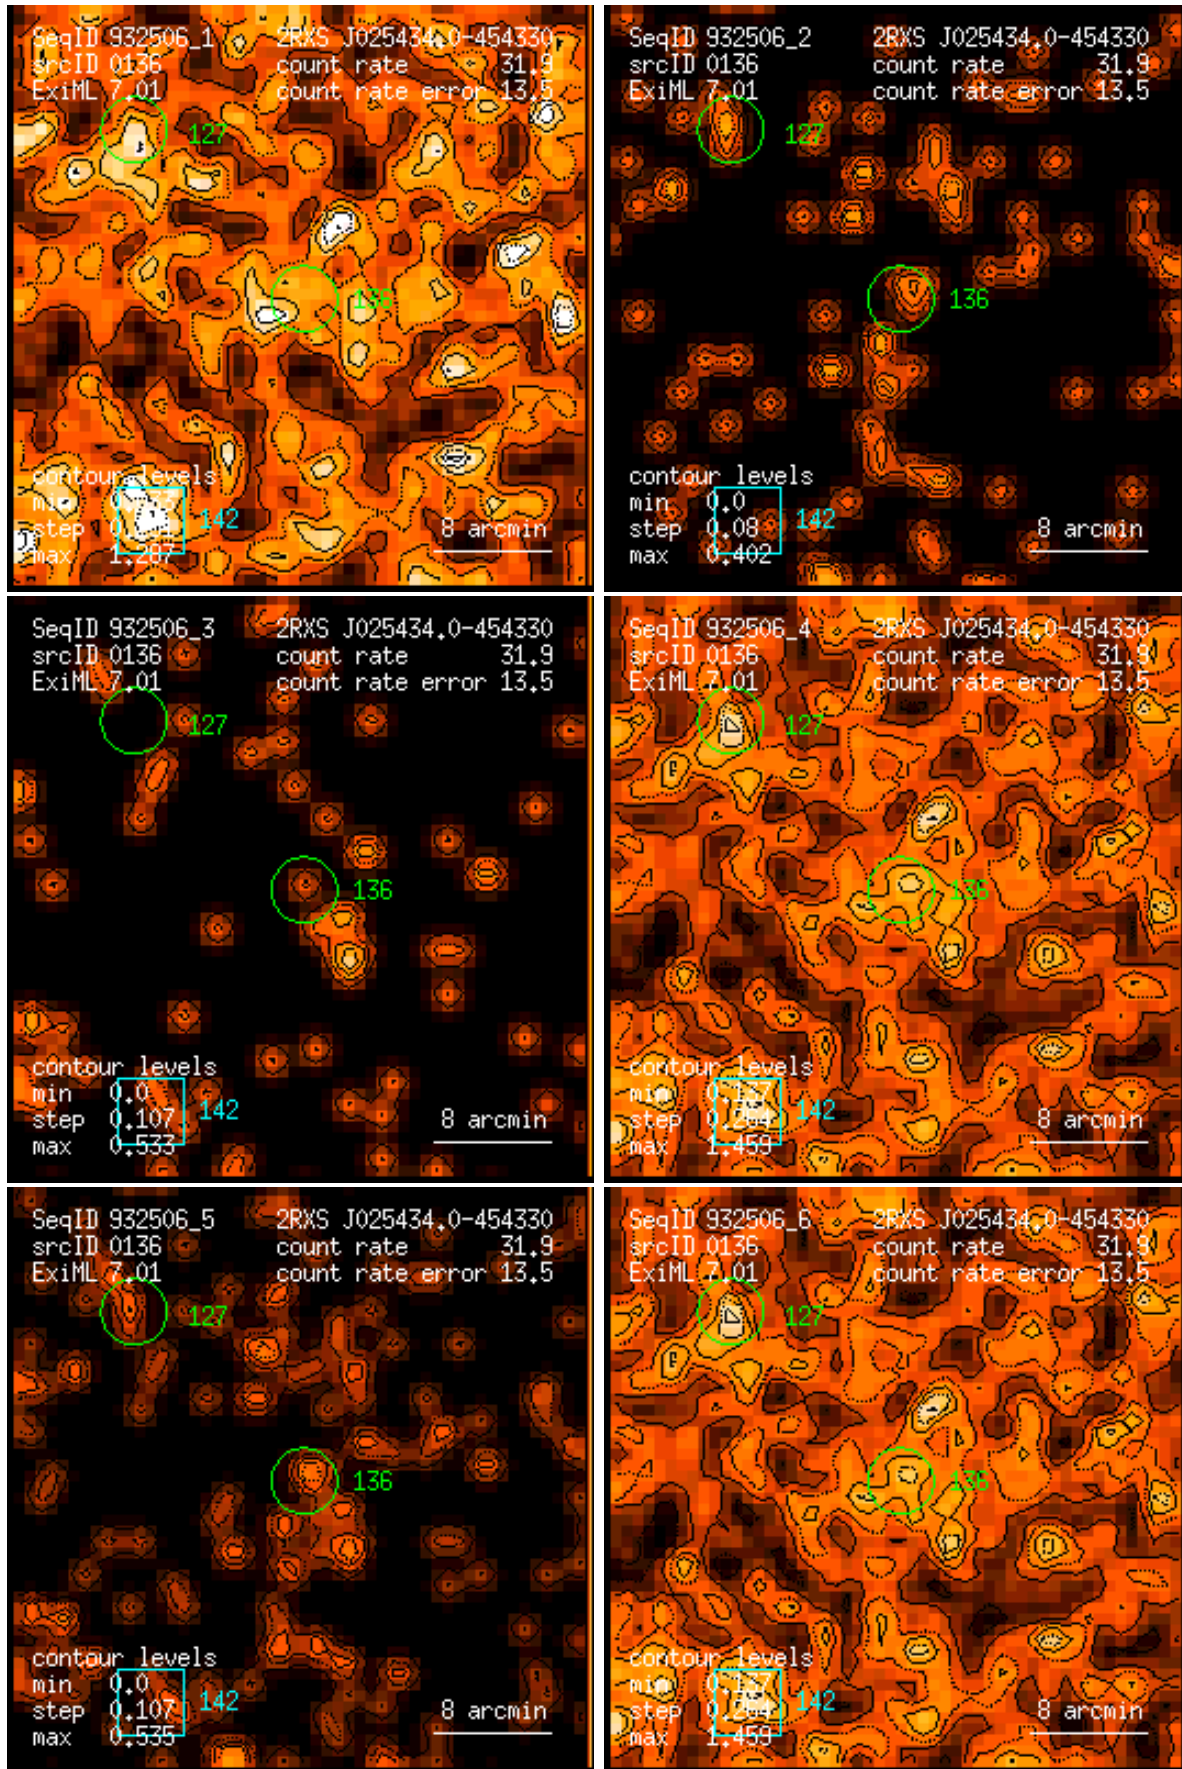 SeqID 932506_1 2RXS J025434.0-454330
srcID 0136 count rate 31.9
ExiML 7.01 count rate error 13.5
127
136
contour levels
min
step 142 8 arcmin
max 1.287
SeqID 932506_2 2RXS J025434.0-454330
srcID 0136 count rate 31.9
ExiML 7.01 count rate error 13.5
127
136
contour levels
min 0.0
step 0.08 142 8 arcmin
max 0.402
SeqID 932506_3 2RXS J025434.0-454330
srcID 0136 count rate 31.9
ExiML 7.01 count rate error 13.5
127
136
contour levels
min 0.0
step 0.107 142 8 arcmin
max 0.533
SeqID 932506_4 2RXS J025434.0-454330
srcID 0136 count rate 31.9
ExiML 7.01 count rate error 13.5
127
136
contour levels
min 0.137
step 0.264 142 8 arcmin
max 1.459
SeqID 932506_5 2RXS J025434.0-454330
srcID 0136 count rate 31.9
ExiML 7.01 count rate error 13.5
127
136
contour levels
min 0.0
step 0.107 142 8 arcmin
max 0.535
SeqID 932506_6 2RXS J025434.0-454330
srcID 0136 count rate 31.9
ExiML 7.01 count rate error 13.5
127
136
contour levels
min 0.137
step 0.264 142 8 arcmin
max 1.459